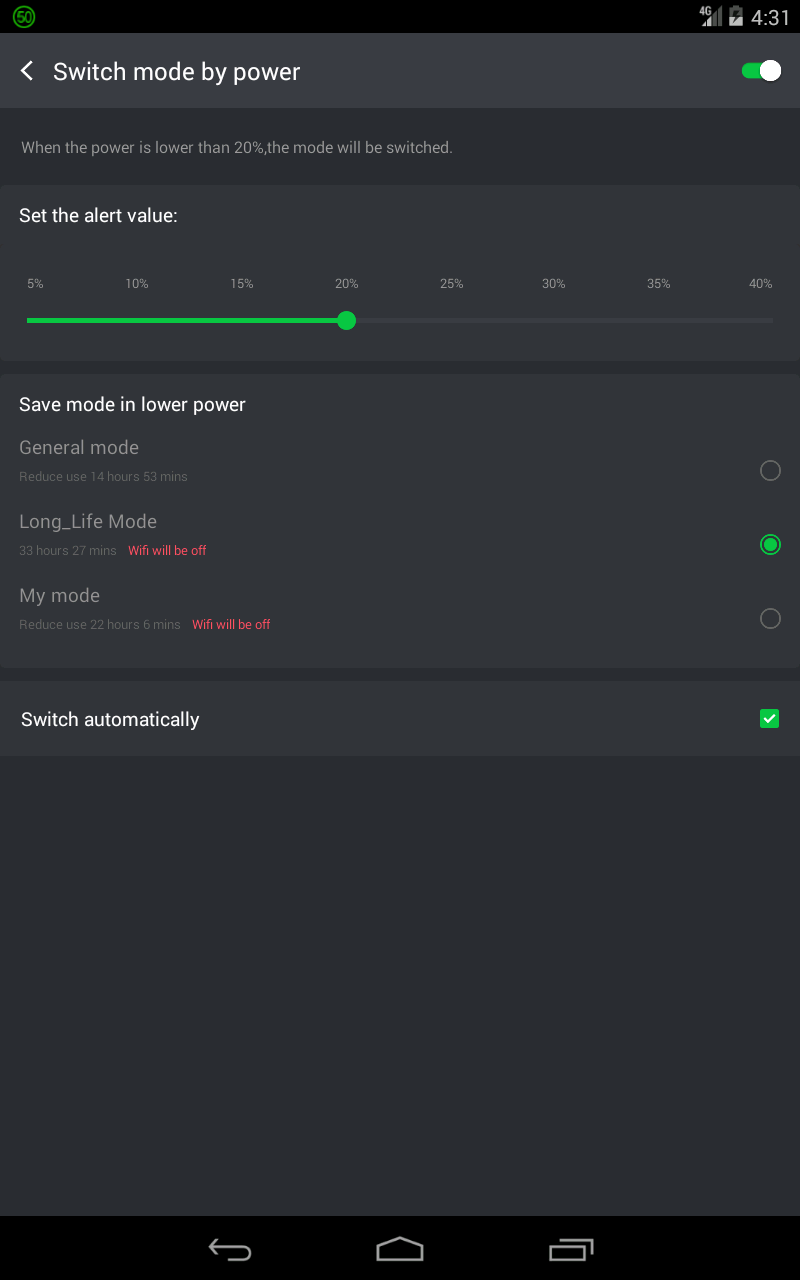 50
4G
4:31
Switch mode by power
When the power is lower than 20%,the mode will be switched.
Set the alert value:
5% 10% 15% 20% 25% 30% 35% 40%
Save mode in lower power
General mode
Reduce use 14 hours 53 mins
Long_Life Mode
33 hours 27 mins Wifi will be off
My mode
Reduce use 22 hours 6 mins Wifi will be off
Switch automatically